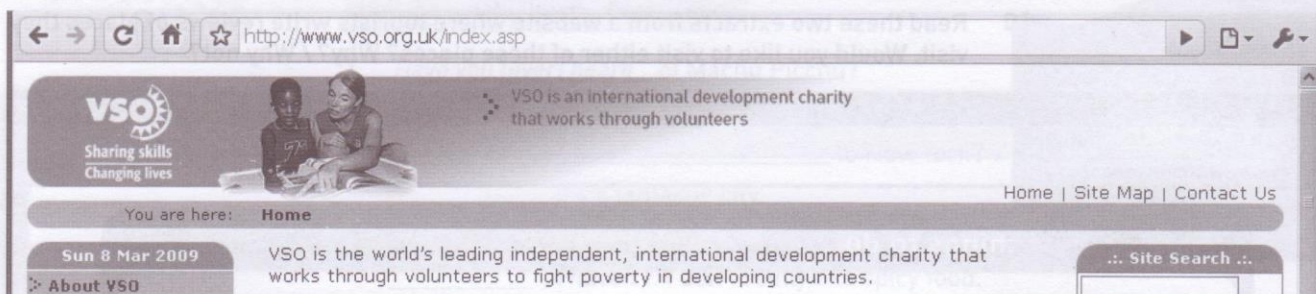 http://www.vso.org.uk/index.asp
VSO
Sharing skills
Changing lives
VSO is an international development charity
that works through volunteers
Home | Site Map | Contact Us
You are here: Home
Sun 8 Mar 2009
About VSO
VSO is the world's leading independent, international development charity that
works through volunteers to fight poverty in developing countries.
.:. Site Search .:.